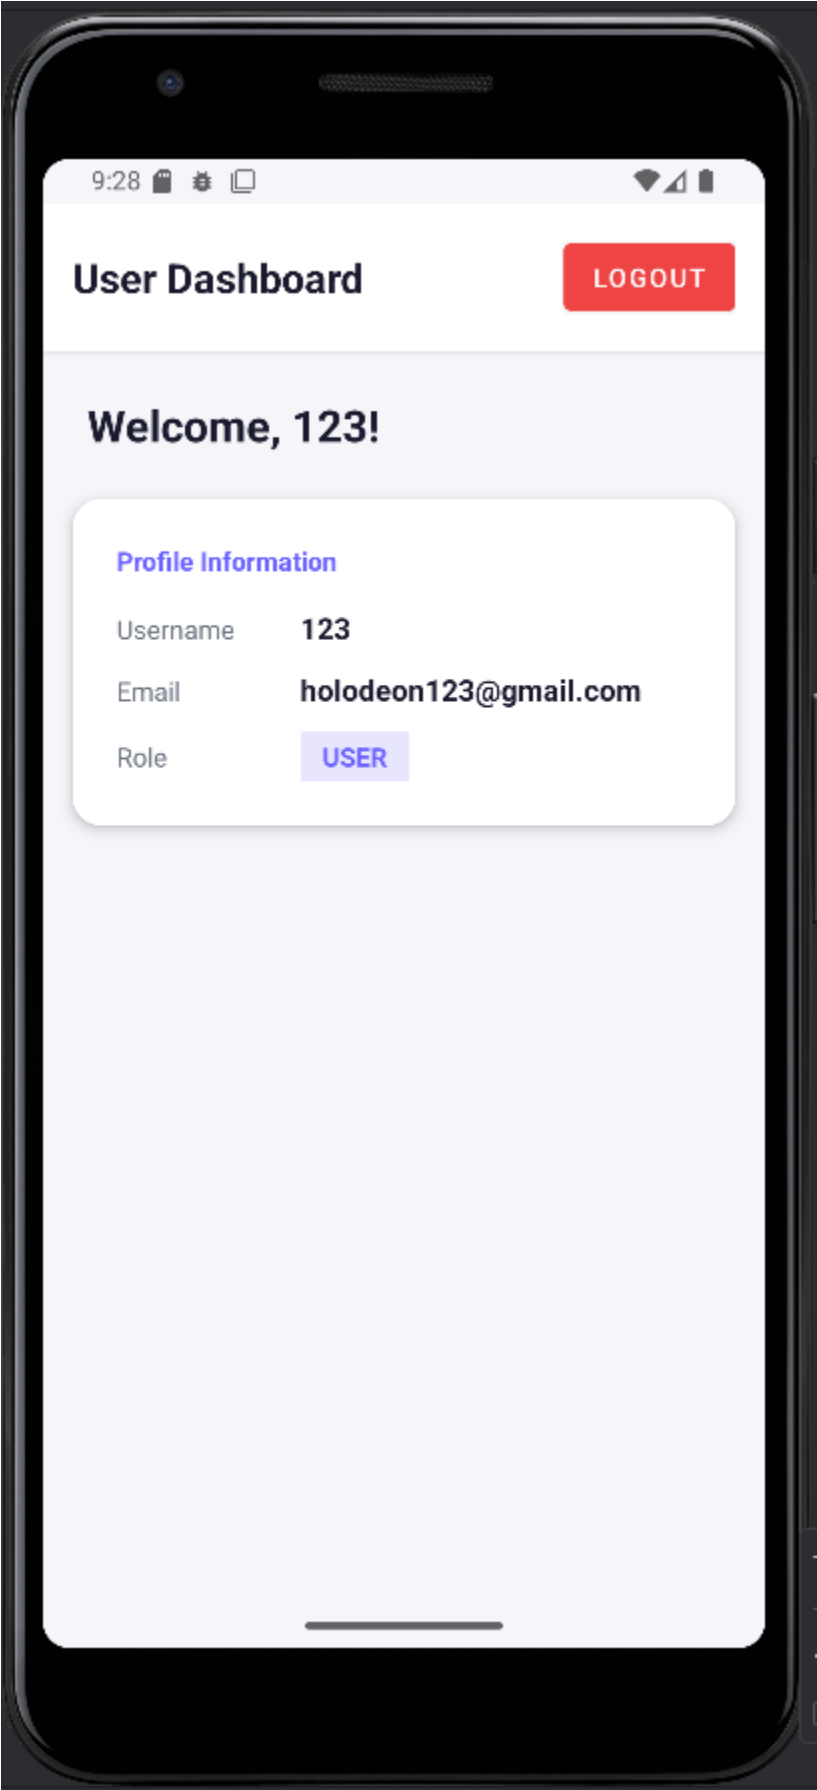 9:28
User Dashboard
LOGOUT
Welcome, 123!
Profile Information
Username 123
Email holodeon123@gmail.com
Role USER